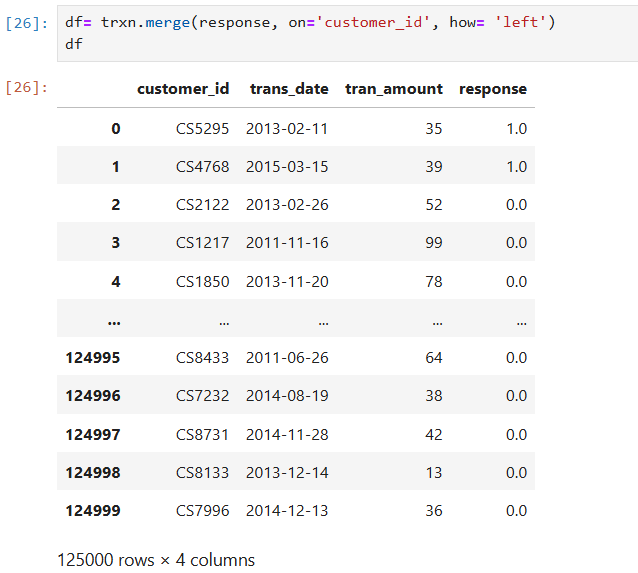 [26]: df= trxn.merge(response, on='customer_id', how= 'left')
df
[26]:
customer_id trans_date tran_amount response
0 CS5295 2013-02-11 35 1.0
1 CS4768 2015-03-15 39 1.0
2 CS2122 2013-02-26 52 0.0
3 CS1217 2011-11-16 99 0.0
4 CS1850 2013-11-20 78 0.0
... ... ... ... ...
124995 CS8433 2011-06-26 64 0.0
124996 CS7232 2014-08-19 38 0.0
124997 CS8731 2014-11-28 42 0.0
124998 CS8133 2013-12-14 13 0.0
124999 CS7996 2014-12-13 36 0.0
125000 rows × 4 columns